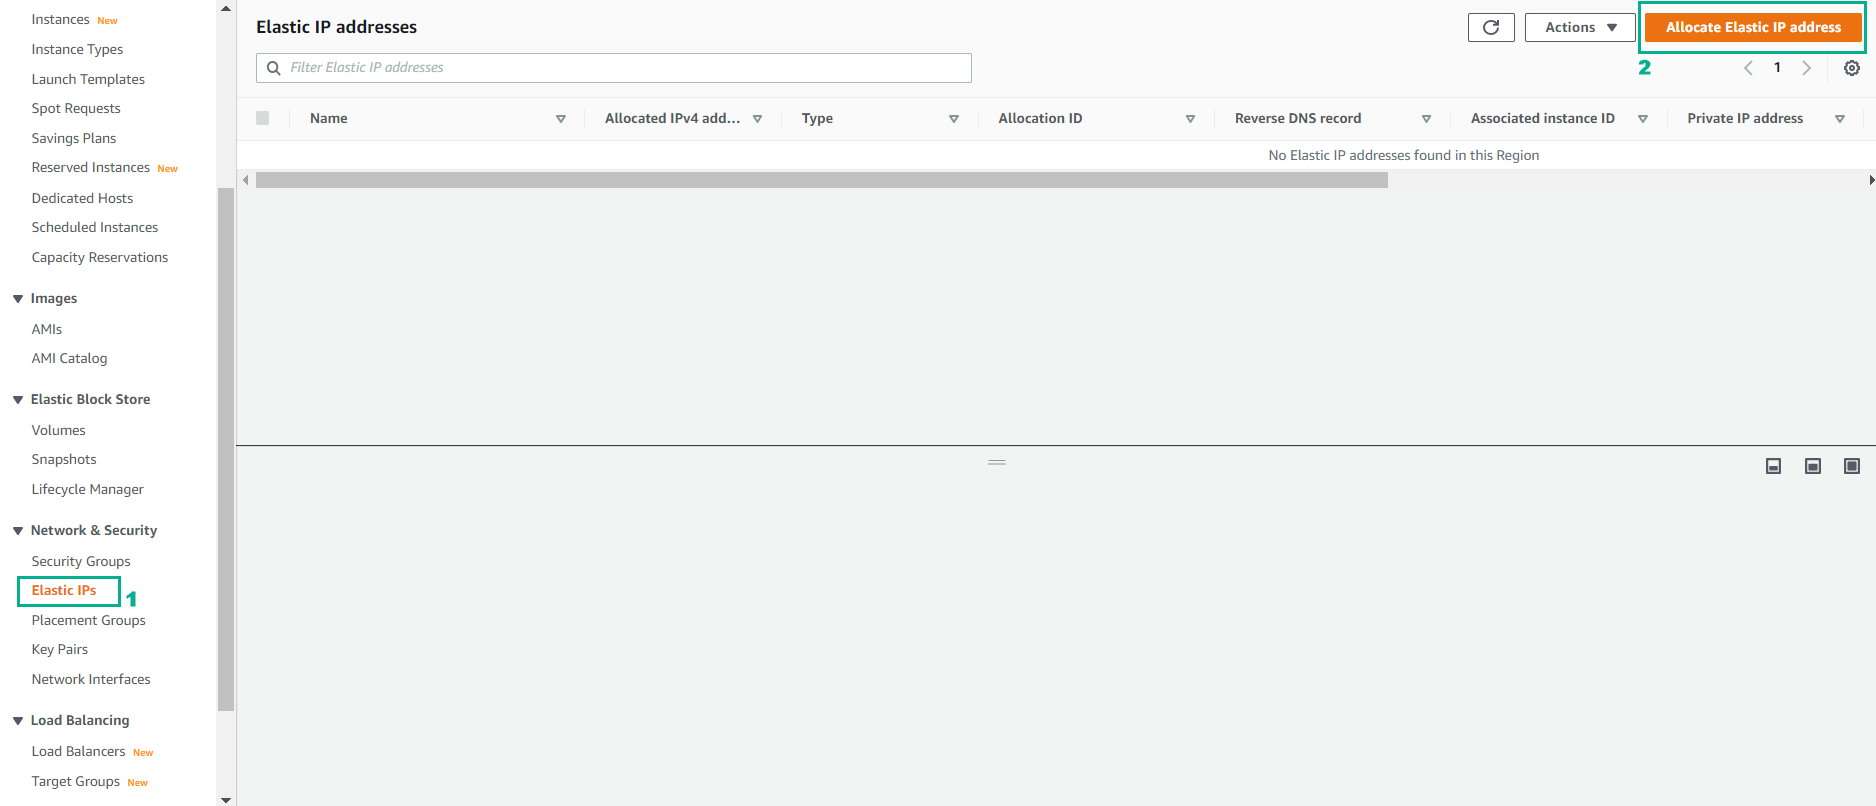 Instances New
Instance Types
Launch Templates
Spot Requests
Savings Plans
Reserved Instances New
Dedicated Hosts
Scheduled Instances
Capacity Reservations
Images
AMIs
AMI Catalog
Elastic Block Store
Volumes
Snapshots
Lifecycle Manager
Network & Security
Security Groups
Elastic IPs 1
Placement Groups
Key Pairs
Network Interfaces
Load Balancing
Load Balancers New
Target Groups New
Elastic IP addresses
Actions
Allocate Elastic IP address
Filter Elastic IP addresses
2
1
Name Allocated IPv4 add... Type Allocation ID Reverse DNS record Associated instance ID Private IP address
No Elastic IP addresses found in this Region